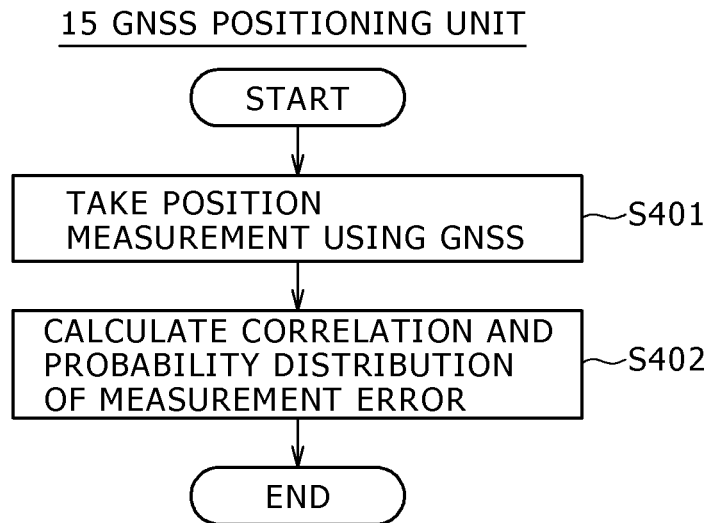 15 GNSS POSITIONING UNIT
START
TAKE POSITION
MEASUREMENT USING GNSS
S401
CALCULATE CORRELATION AND
PROBABILITY DISTRIBUTION
OF MEASUREMENT ERROR
S402
END